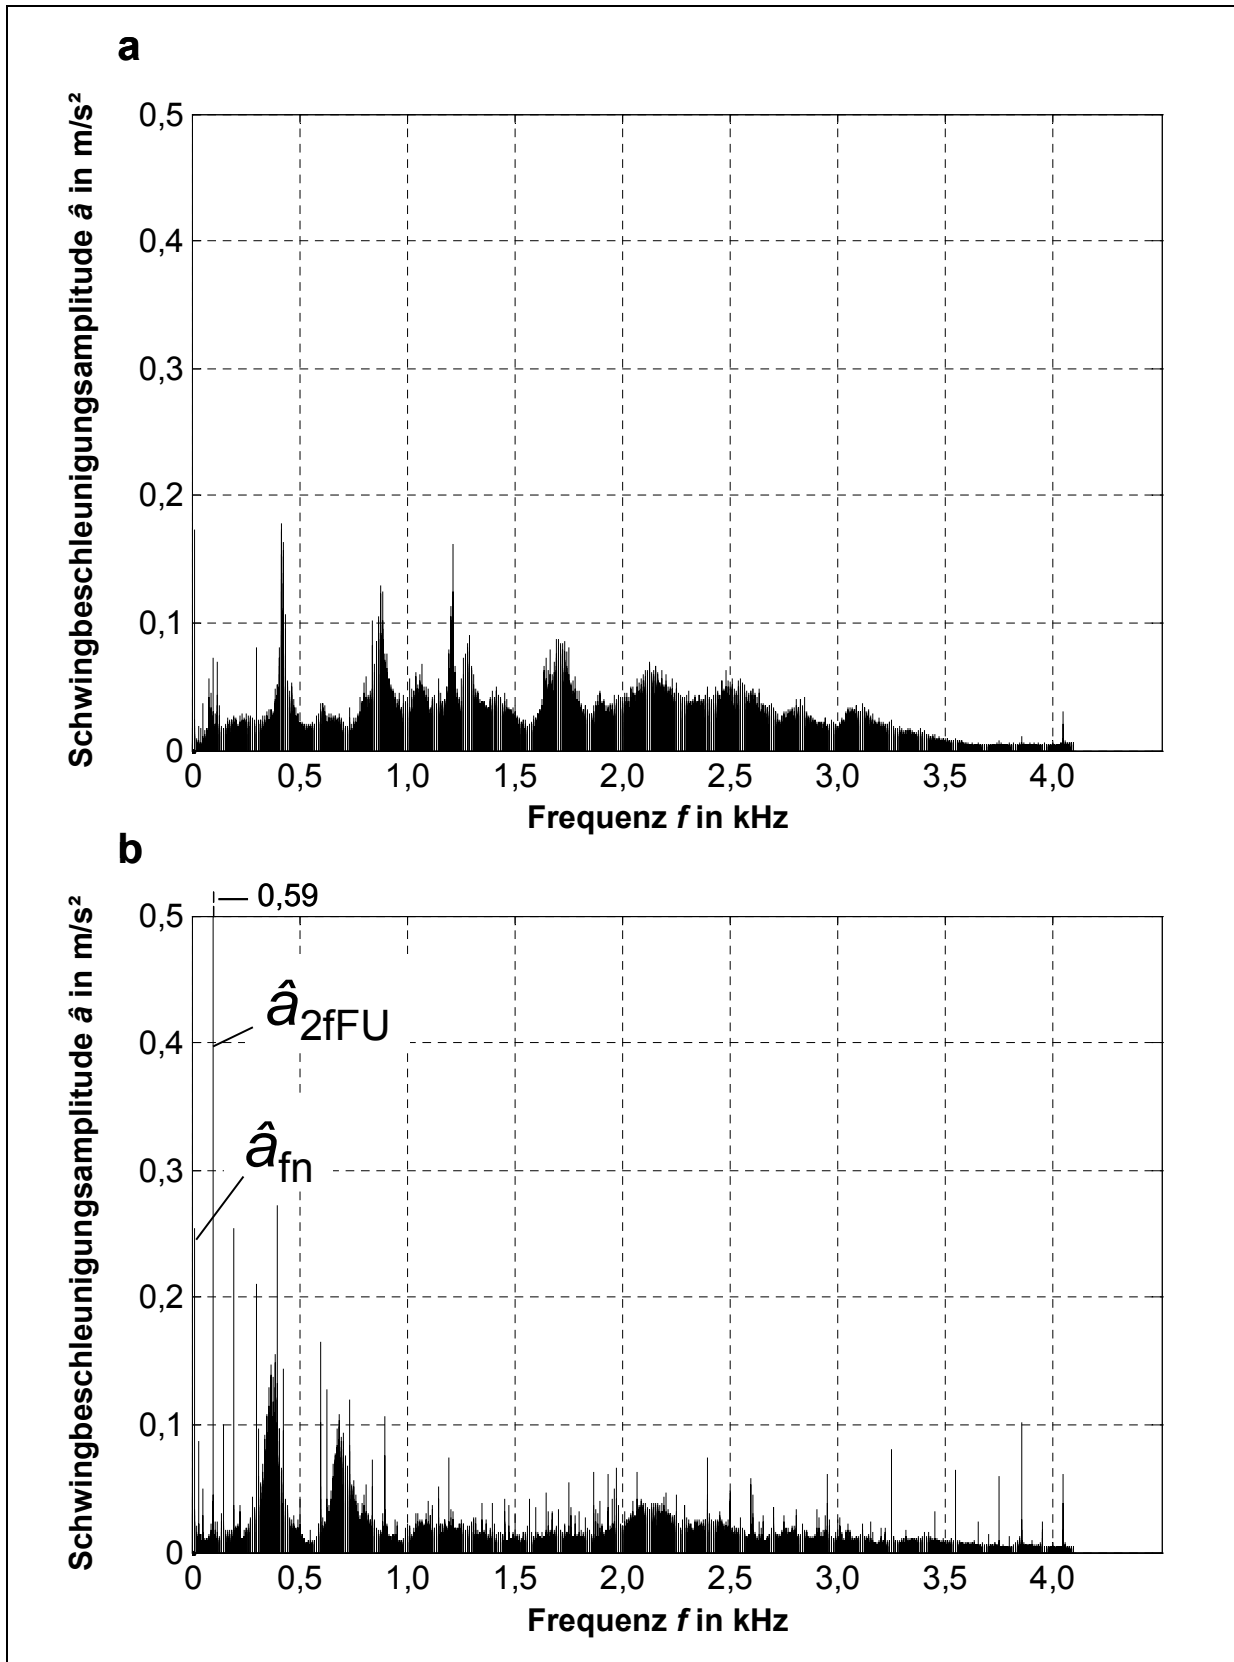 a
Schwingbeschleunigungsamplitude â in m/s²
0,5
0,4
0,3
0,2
0,1
0
0 0,5 1,0 1,5 2,0 2,5 3,0 3,5 4,0
Frequenz f in kHz
b
Schwingbeschleunigungsamplitude â in m/s²
0,59
0,5
â2fFU
0,4
âfn
0,3
0,2
0,1
0
0 0,5 1,0 1,5 2,0 2,5 3,0 3,5 4,0
Frequenz f in kHz